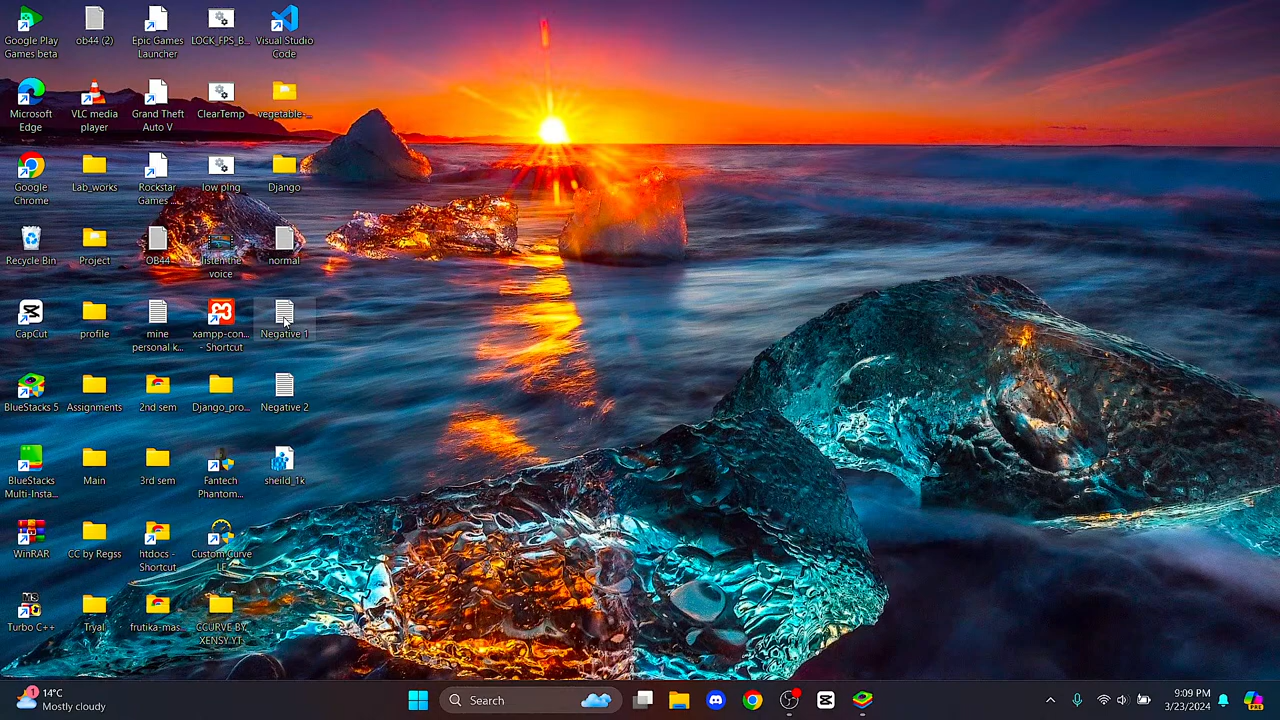 Google Play
Games beta
ob44 (2)
Epic Games
Launcher
LOCK_FPS_B...
Visual Studio
Code
Microsoft
Edge
VLC media
player
Grand Theft
Auto V
ClearTemp
vegetable-...
Google
Chrome
Lab_works
Rockstar
Games ...
low ping
Django
Recycle Bin
Project
OB44
listen the
voice
normal
CapCut
profile
mine
personal k...
xampp-con...
- Shortcut
Negative 1
BlueStacks 5
Assignments
2nd sem
Django_pro...
Negative 2
BlueStacks
Multi-Insta...
Main
3rd sem
Fantech
Phantom...
sheild_1k
WinRAR
CC by Regss
htdocs -
Shortcut
Custom Curve
LE
Turbo C++
Tryal
frutika-mas...
CCURVE BY
XENSY YT
1
14°C
Mostly cloudy
Search
9:09 PM
3/23/2024
PRE